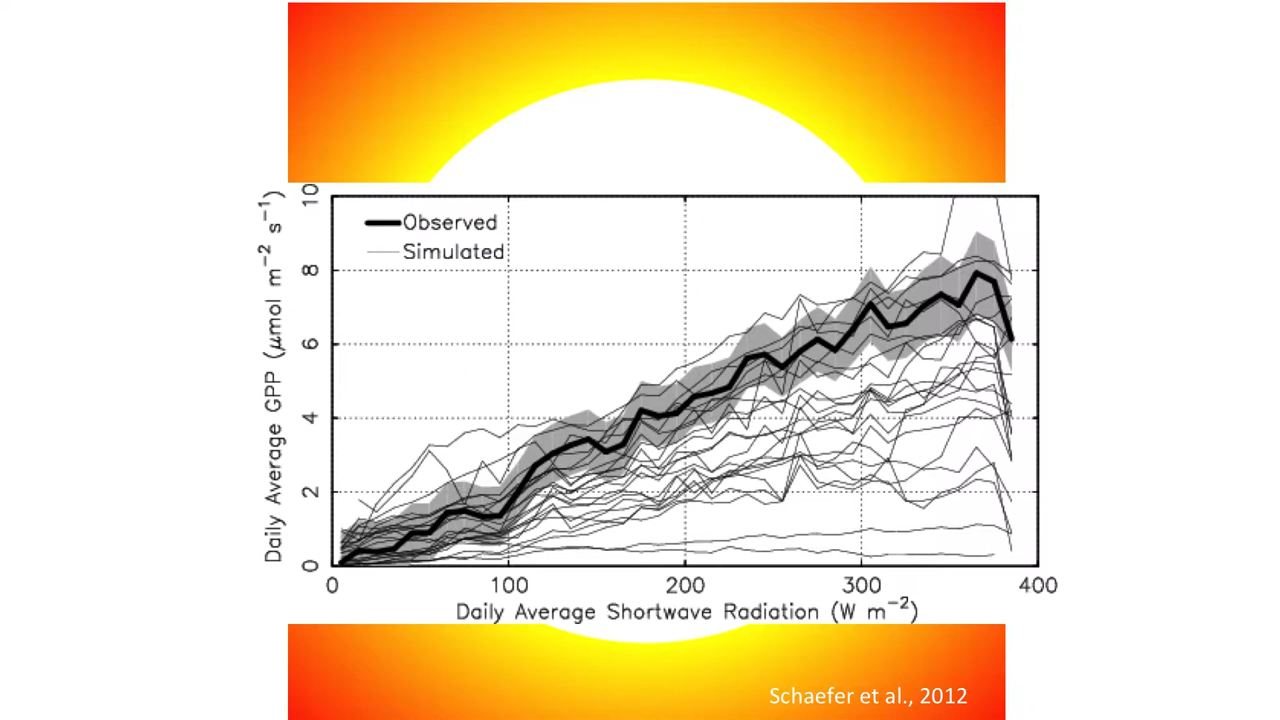 Observed
Simulated
10
8
6
4
2
0
Daily Average GPP (μmol m−2 s−1)
0 100 200 300 400
Daily Average Shortwave Radiation (W m−2)
Schaefer et al., 2012